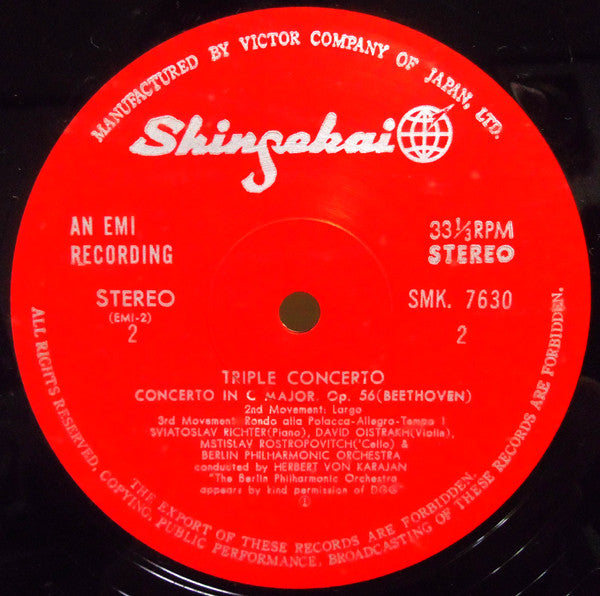 MANUFACTURED BY VICTOR COMPANY OF JAPAN, LTD.
Shinsekai
AN EMI
RECORDING
33⅓RPM
STEREO
STEREO
(EMI-2)
2
SMK. 7630
2
TRIPLE CONCERTO
CONCERTO IN C MAJOR, Op. 56(BEETHOVEN)
2nd Movement: Largo
3rd Movement: Rondo alla Polacca-Allegro-Tempo I
SVIATOSLAV RICHTER(Piano), DAVID OISTRAKH(Violin),
MSTISLAV ROSTROPOVITCH('Cello) &
BERLIN PHILHARMONIC ORCHESTRA
conducted by HERBERT VON KARAJAN
"The Berlin Philharmonic Orchestra
appears by kind permission of DGG"
ALL RIGHTS RESERVED, COPYING, PUBLIC PERFORMANCE, BROADCASTING OF THESE RECORDS ARE FORBIDDEN.
THE EXPORT OF THESE RECORDS ARE FORBIDDEN.